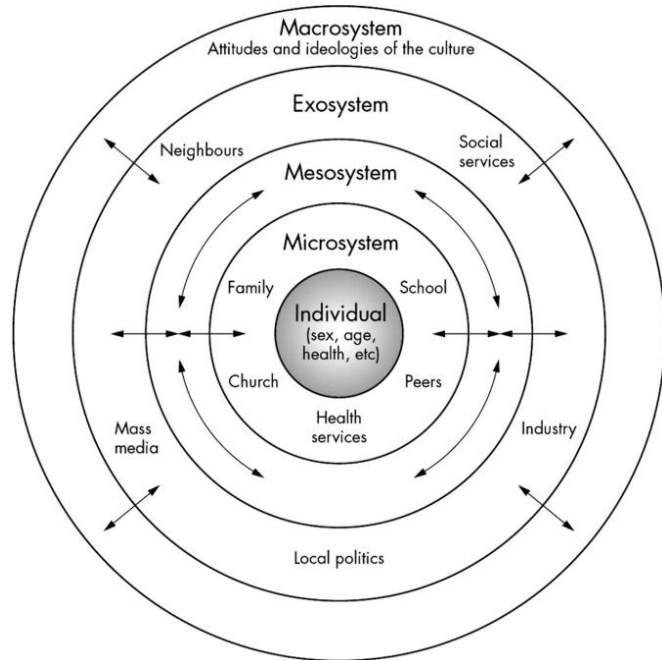 Macrosystem
Attitudes and ideologies of the culture
Exosystem
Neighbours
Social
services
Mesosystem
Microsystem
Family
School
Individual
(sex, age,
health, etc)
Church
Peers
Health
services
Mass
media
Industry
Local politics